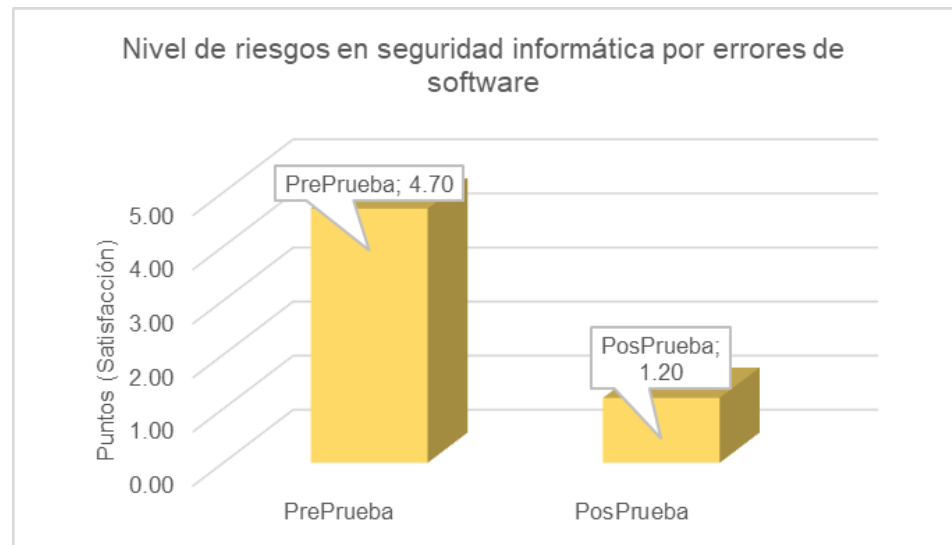 Nivel de riesgos en seguridad informática por errores de
software
PrePrueba; 4.70
5.00
4.00
3.00
2.00
1.00
0.00
Puntos (Satisfacción)
PosPrueba;
1.20
PrePrueba
PosPrueba